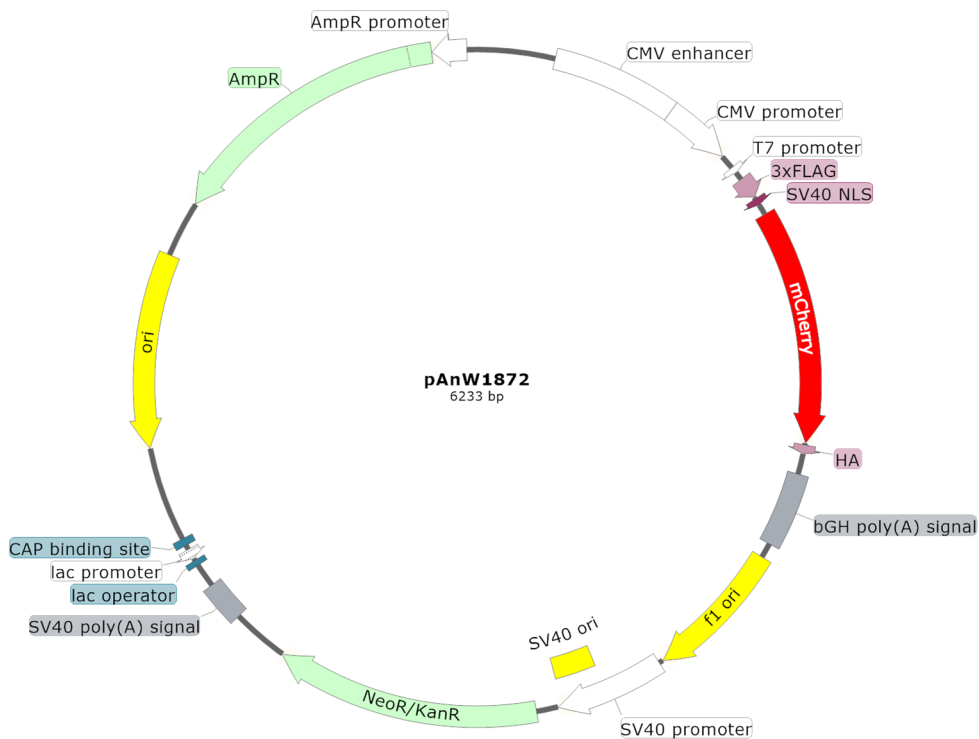 AmpR promoter
CMV enhancer
AmpR
CMV promoter
T7 promoter
3xFLAG
SV40 NLS
mCherry
ori
pAnW1872
6233 bp
HA
bGH poly(A) signal
CAP binding site
lac promoter
lac operator
f1 ori
SV40 poly(A) signal
SV40 ori
NeoR/KanR
SV40 promoter